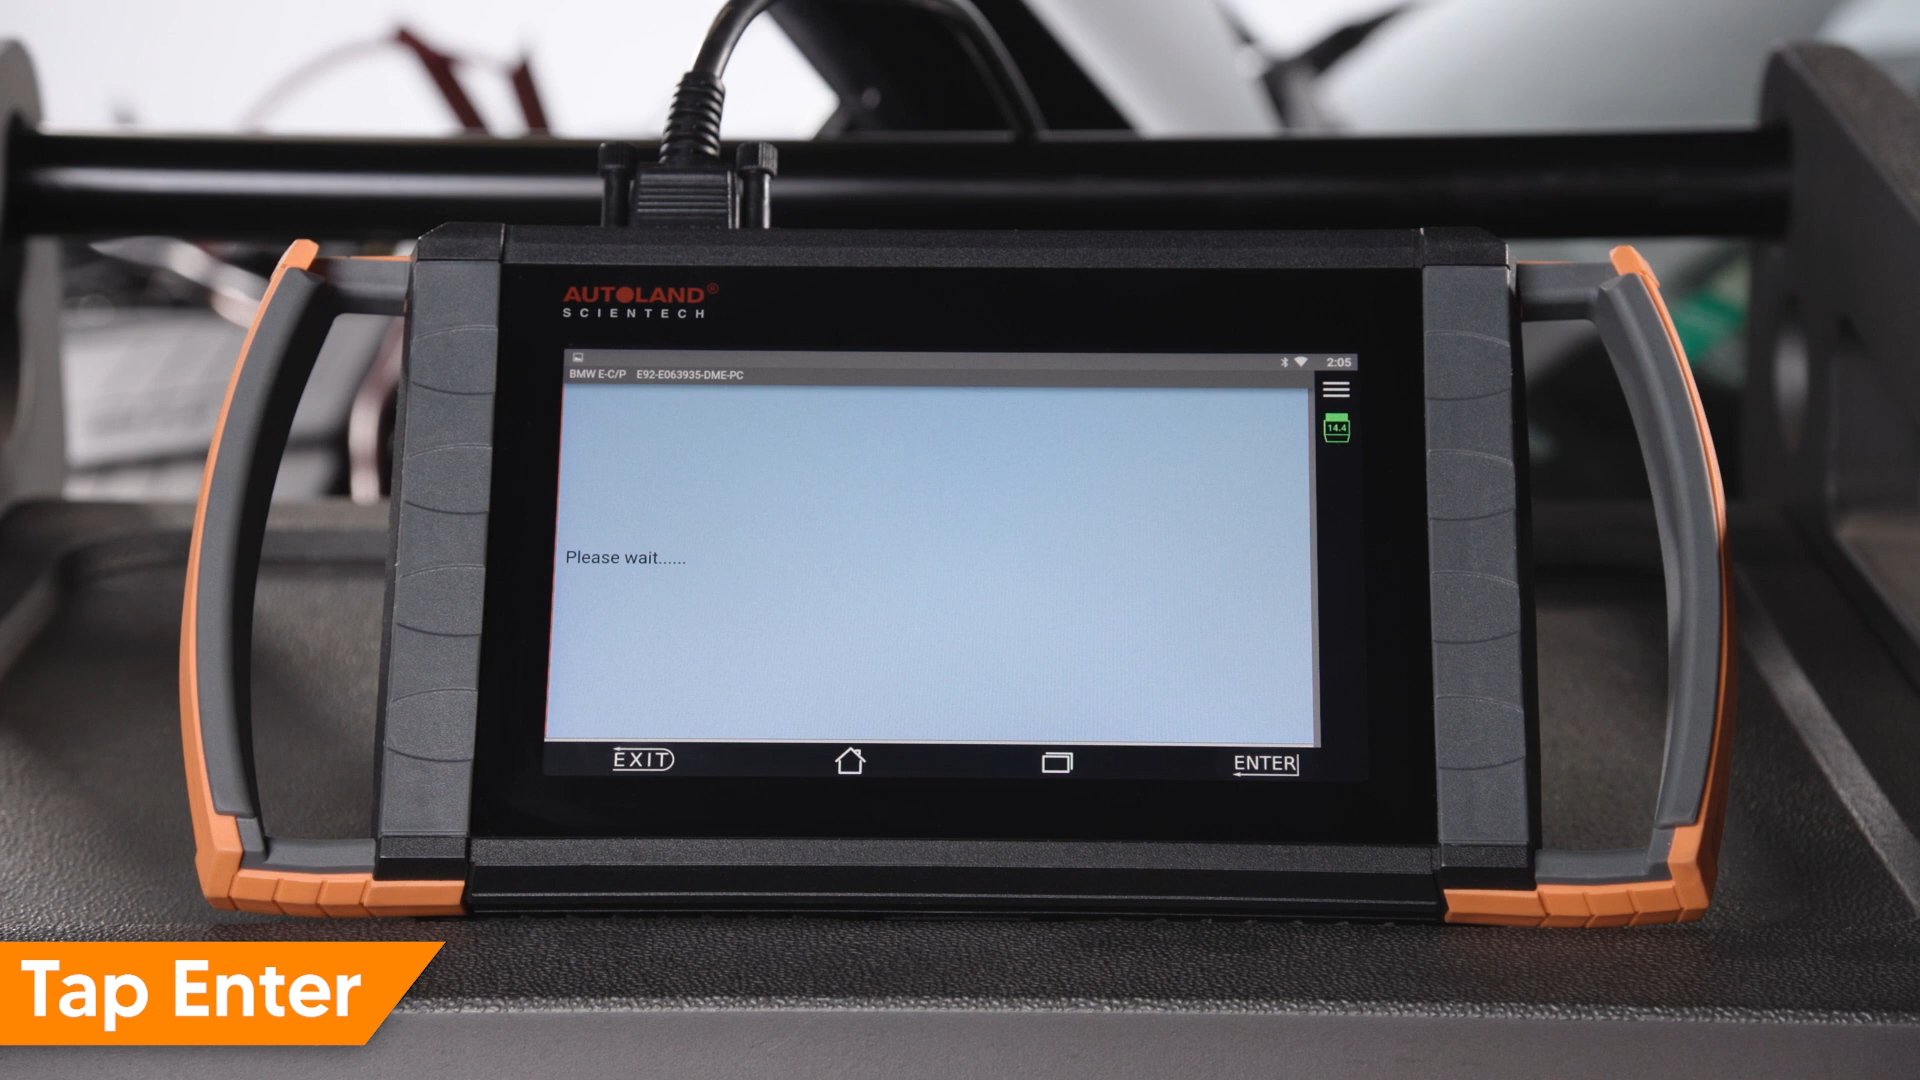 AUTOLAND®
SCIENTECH
2:05
BMW E-C/P E92-E063935-DME-PC
14.4
Please wait......
EXIT
ENTER
Tap Enter